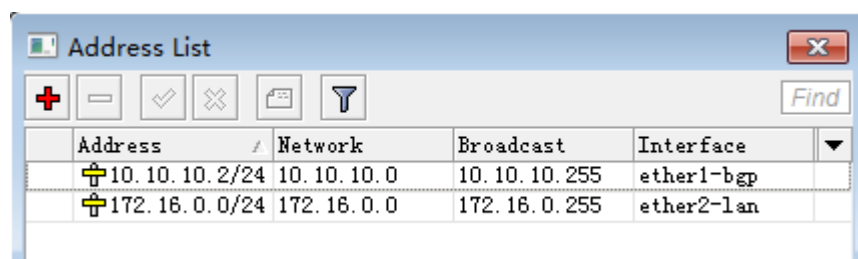 Address List
Find
Address Network Broadcast Interface
10.10.10.2/24 10.10.10.0 10.10.10.255 ether1-bgp
172.16.0.0/24 172.16.0.0 172.16.0.255 ether2-lan